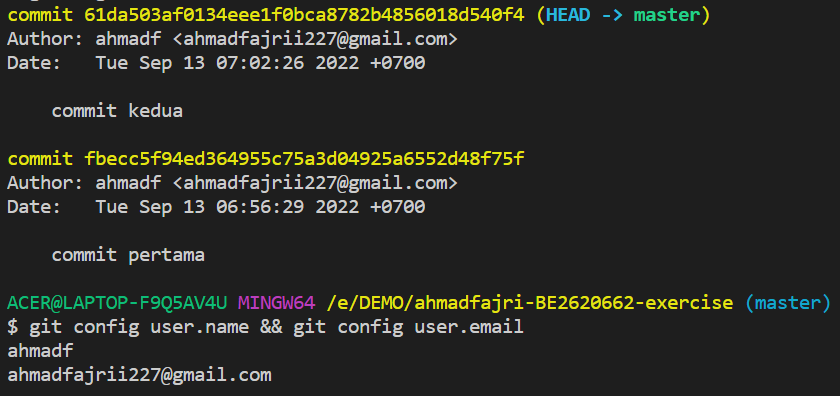 commit 61da503af0134eee1f0bca8782b4856018d540f4 (HEAD -> master)
Author: ahmadf <ahmadfajrii227@gmail.com>
Date:   Tue Sep 13 07:02:26 2022 +0700
    commit kedua
commit fbecc5f94ed364955c75a3d04925a6552d48f75f
Author: ahmadf <ahmadfajrii227@gmail.com>
Date:   Tue Sep 13 06:56:29 2022 +0700
    commit pertama
ACER@LAPTOP-F9Q5AV4U MINGW64 /e/DEMO/ahmadfajri-BE2620662-exercise (master)
$ git config user.name && git config user.email
ahmadf
ahmadfajrii227@gmail.com